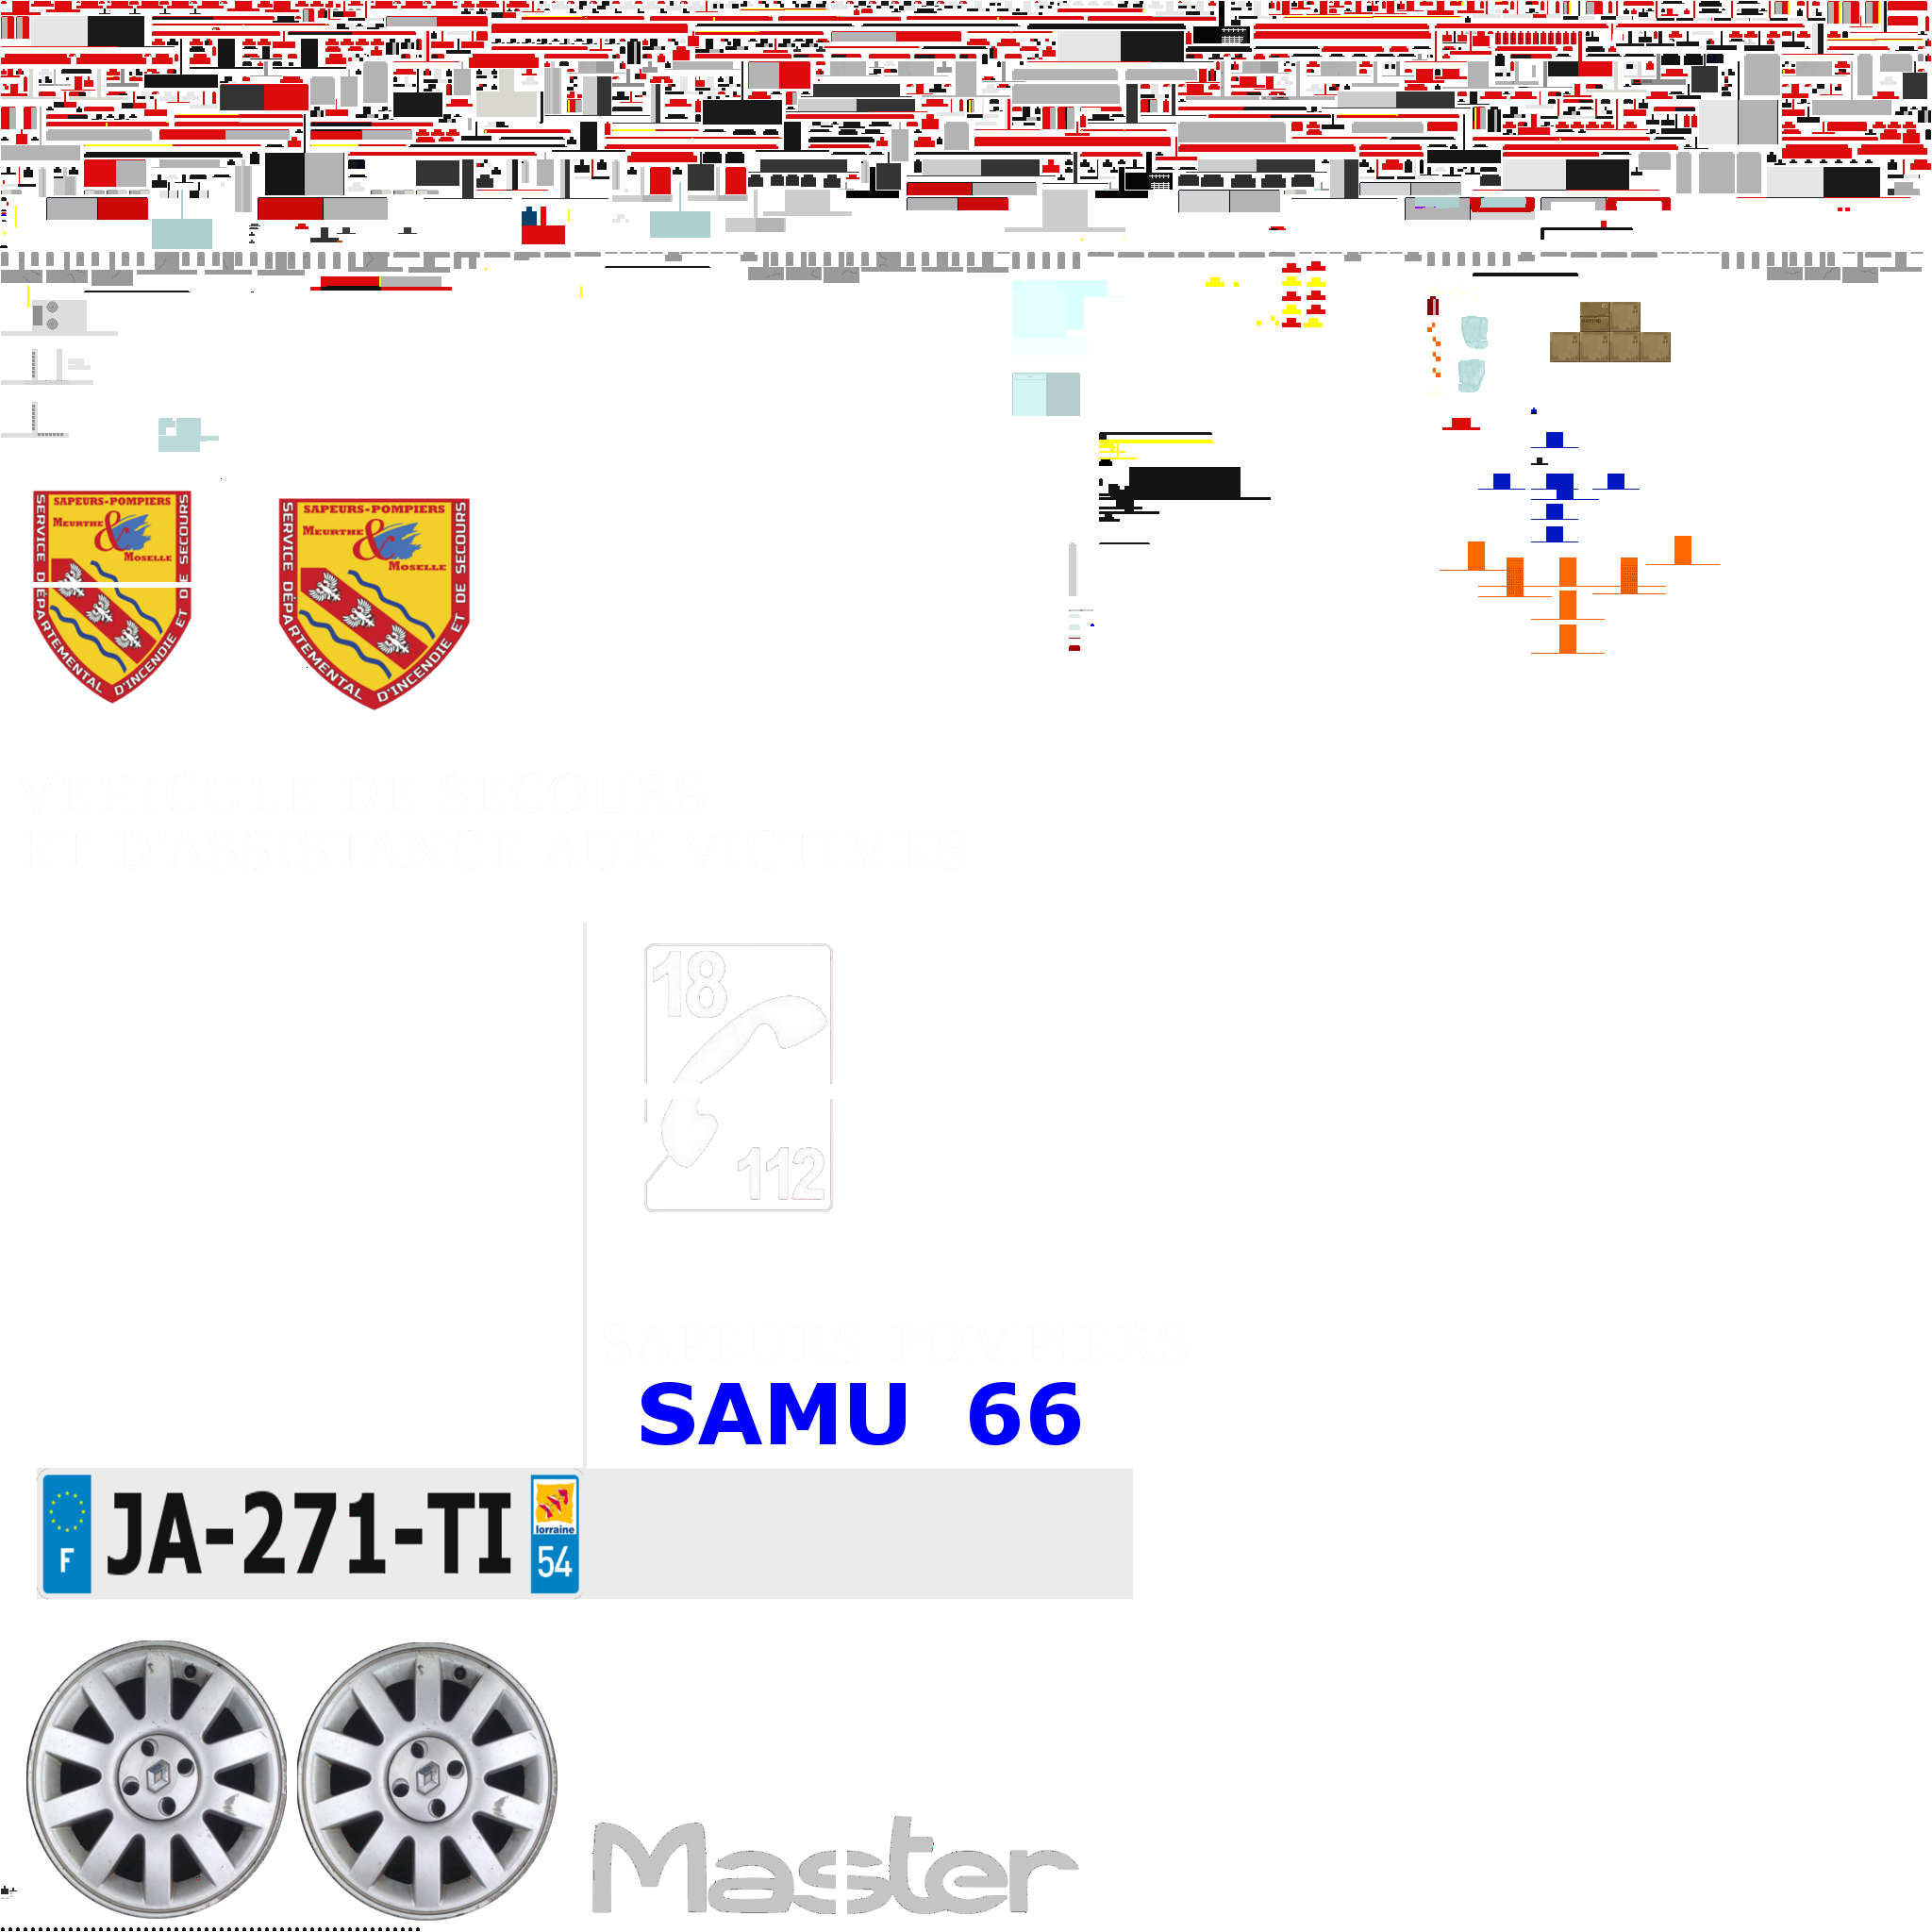 SAPEURS-POMPIERS
MEURTHE
&
MOSELLE
SERVICE DÉPARTEMENTAL D'INCENDIE ET DE SECOURS
SAPEURS-POMPIERS
MEURTHE
&
MOSELLE
SERVICE DÉPARTEMENTAL D'INCENDIE ET DE SECOURS
VEHICULE DE SECOURS
ET D'ASSISTANCE AUX VICTIMES
18
112
SAPEURS POMPIERS
SAMU 66
F JA-271-TI lorraine 54
Master